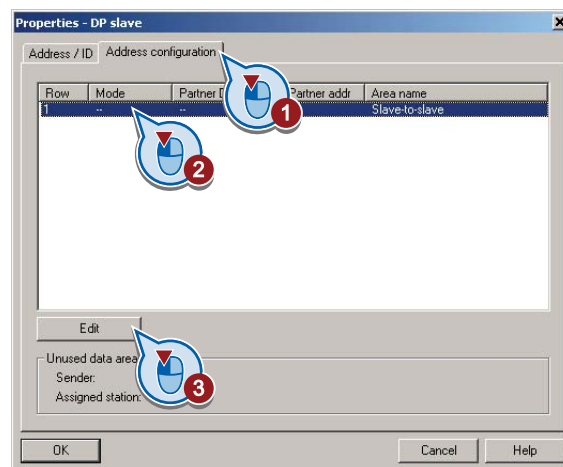 Properties - DP slave
Address / ID Address configuration
Row Mode Partner D Partner addr Area name
1 -- -- Slave-to-slave
1
2
Edit
3
Unused data area
Sender:
Assigned station:
OK Cancel Help